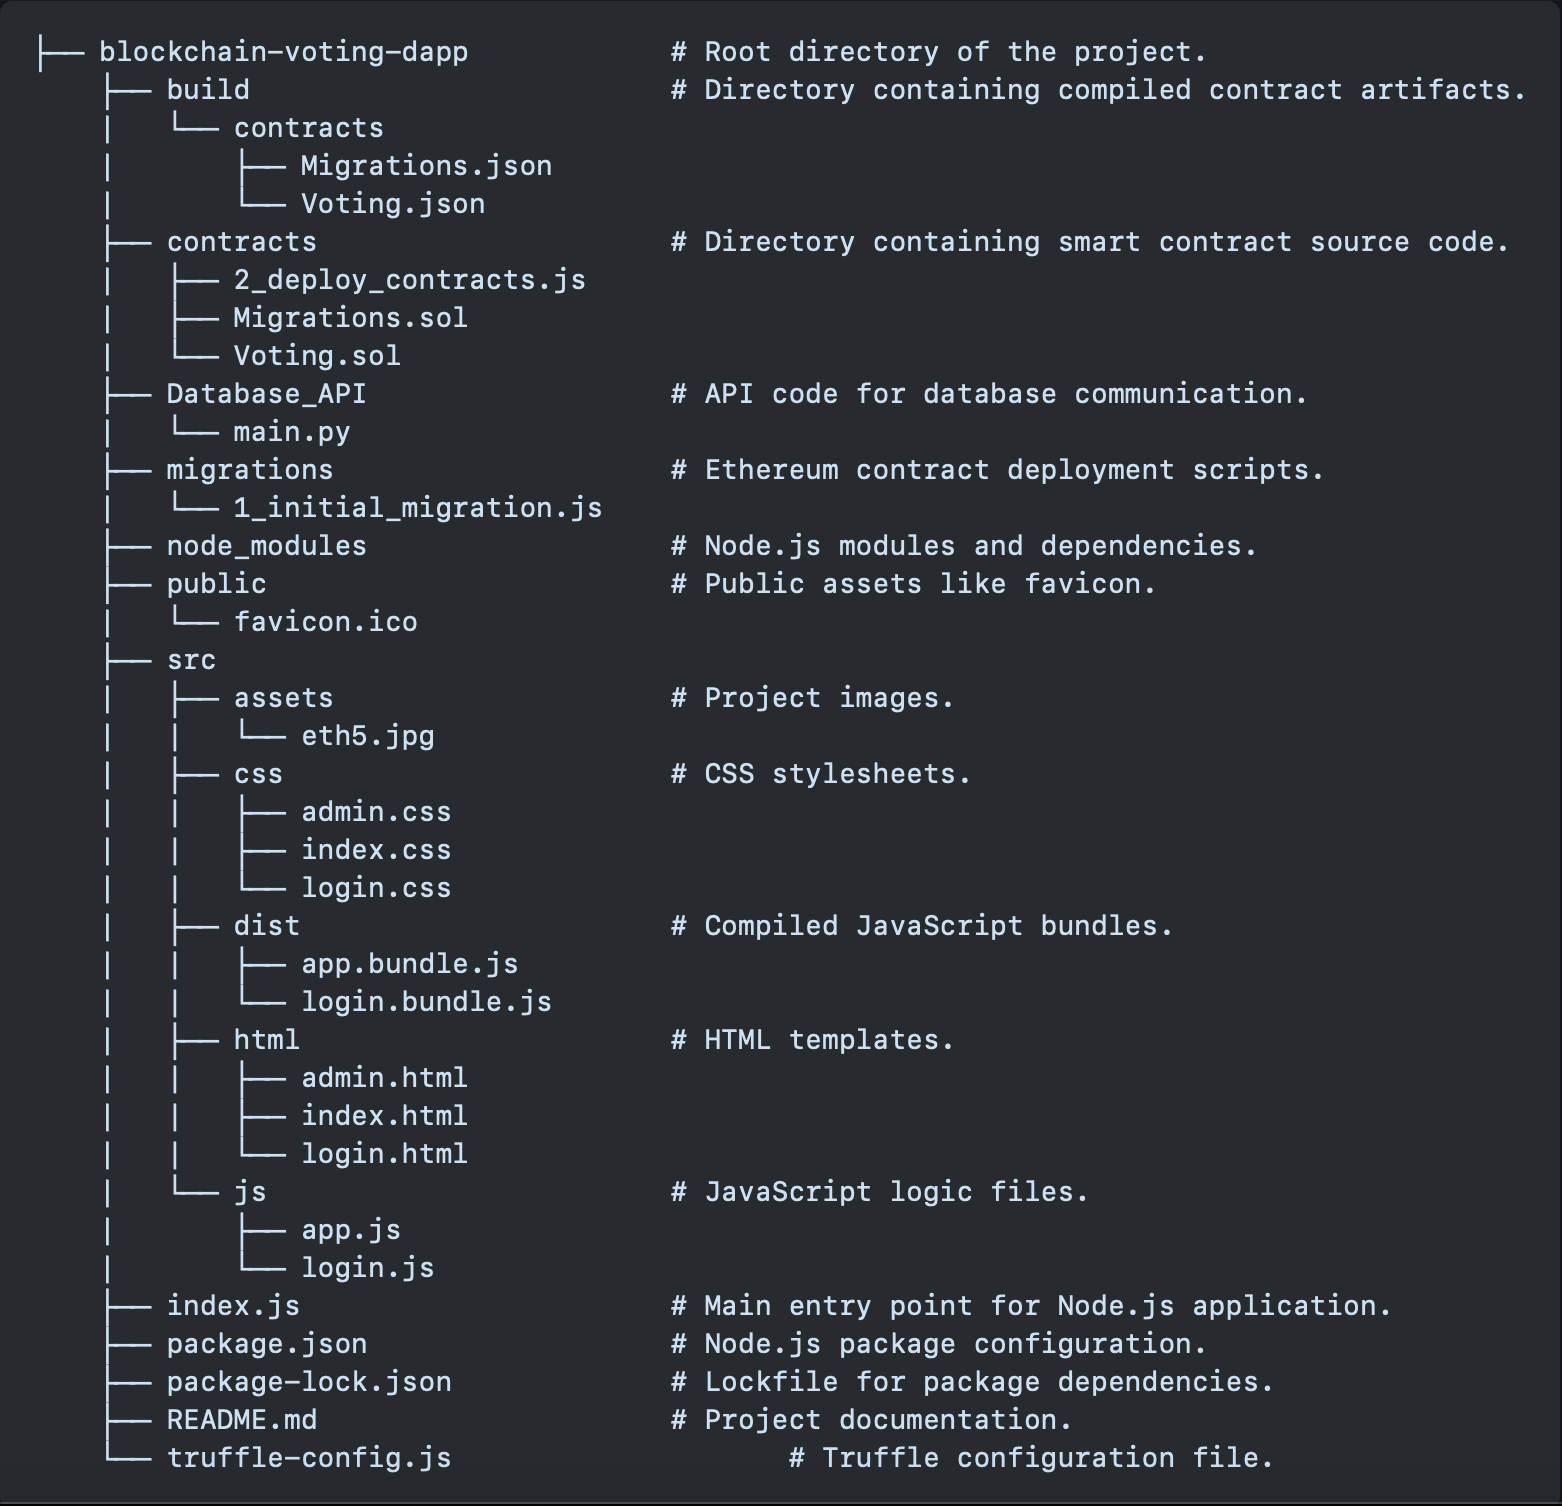 ├── blockchain-voting-dapp            # Root directory of the project.
    ├── build                         # Directory containing compiled contract artifacts.
    |   └── contracts
    |       ├── Migrations.json
    |       └── Voting.json
    ├── contracts                     # Directory containing smart contract source code.
    |   ├── 2_deploy_contracts.js
    |   ├── Migrations.sol
    |   └── Voting.sol
    ├── Database_API                  # API code for database communication.
    |   └── main.py
    ├── migrations                    # Ethereum contract deployment scripts.
    |   └── 1_initial_migration.js
    ├── node_modules                  # Node.js modules and dependencies.
    ├── public                        # Public assets like favicon.
    |   └── favicon.ico
    ├── src
    |   ├── assets                    # Project images.
    |   |   └── eth5.jpg
    |   ├── css                       # CSS stylesheets.
    |   |   ├── admin.css
    |   |   ├── index.css
    |   |   └── login.css
    |   ├── dist                      # Compiled JavaScript bundles.
    |   |   ├── app.bundle.js
    |   |   └── login.bundle.js
    |   ├── html                      # HTML templates.
    |   |   ├── admin.html
    |   |   ├── index.html
    |   |   └── login.html
    |   └── js                        # JavaScript logic files.
    |       ├── app.js
    |       └── login.js
    ├── index.js                      # Main entry point for Node.js application.
    ├── package.json                  # Node.js package configuration.
    ├── package-lock.json             # Lockfile for package dependencies.
    ├── README.md                     # Project documentation.
    └── truffle-config.js                    # Truffle configuration file.